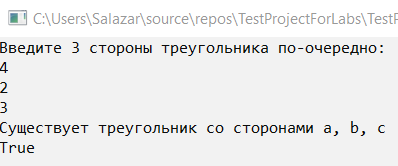 C:\Users\Salazar\source\repos\TestProjectForLabs\TestP
Введите 3 стороны треугольника по-очередно:
4
2
3
Существует треугольник со сторонами a, b, c
True